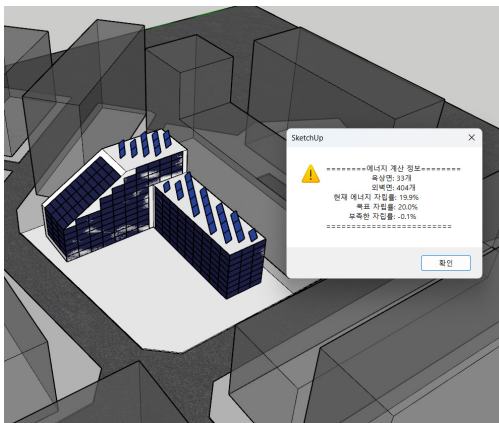 SketchUp
========에너지 계산 정보========
옥상면: 33개
외벽면: 404개
현재 에너지 자립률: 19.9%
목표 자립률: 20.0%
부족한 자립률: -0.1%
=========================
확인